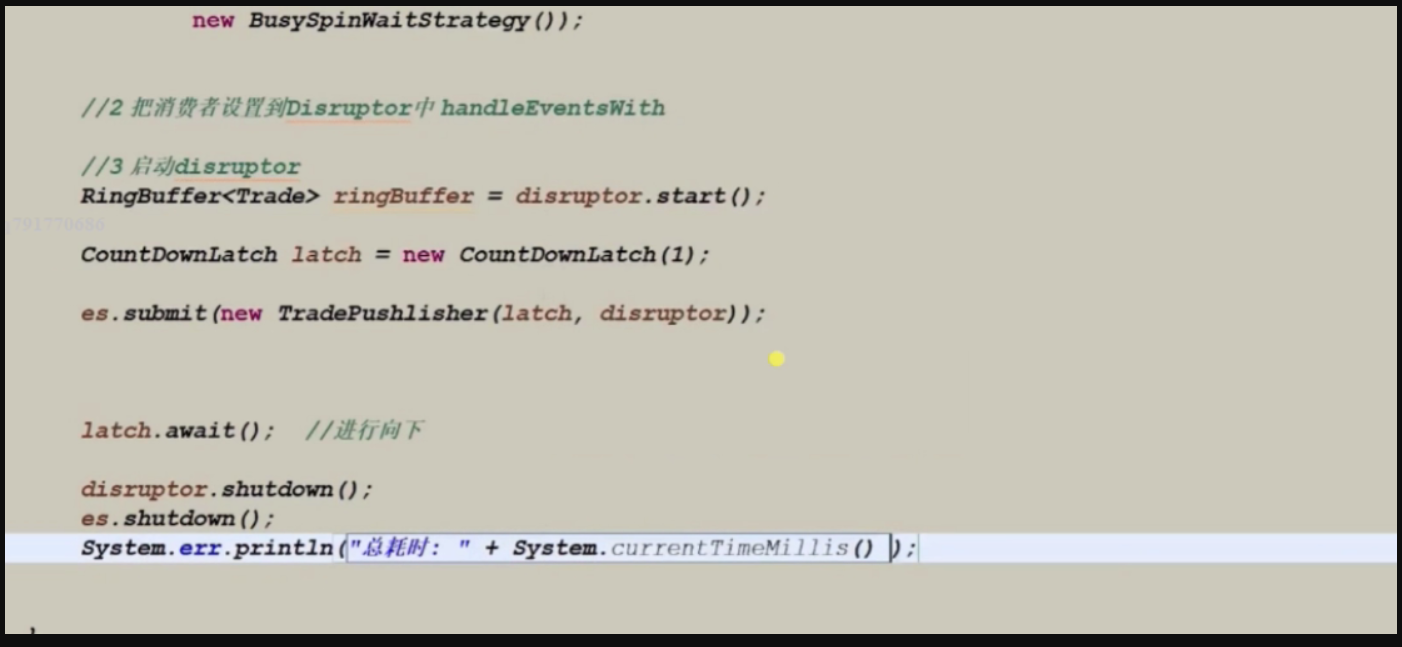 new BusySpinWaitStrategy());
//2 把消费者设置到Disruptor中 handleEventsWith
//3 启动disruptor
RingBuffer<Trade> ringBuffer = disruptor.start();
791770686
CountDownLatch latch = new CountDownLatch(1);
es.submit(new TradePushlisher(latch, disruptor));
latch.await(); //进行向下
disruptor.shutdown();
es.shutdown();
System.err.println("总耗时: " + System.currentTimeMillis() );